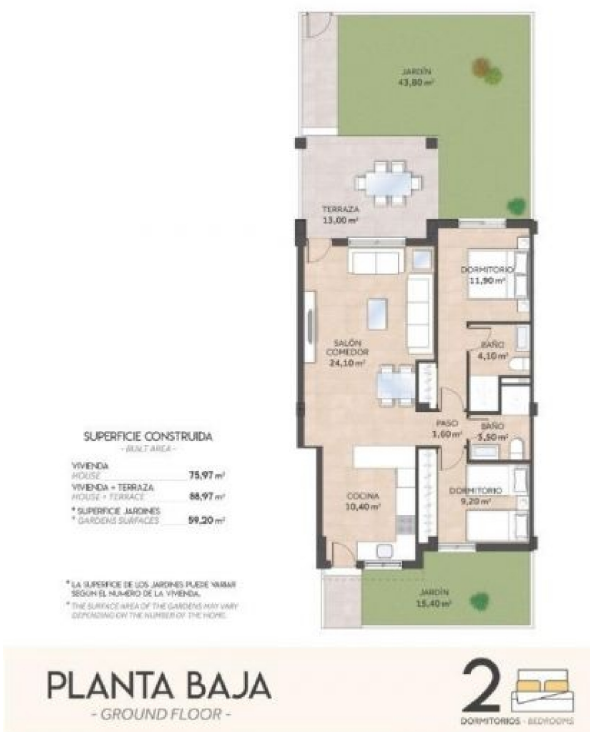 JARDÍN
43,80 m²
TERRAZA
13,00 m²
DORMITORIO
11,90 m²
BAÑO
4,10 m²
SALÓN
COMEDOR
24,10 m²
PASO
3,60 m²
BAÑO
3,50 m²
COCINA
10,40 m²
DORMITORIO
9,20 m²
JARDÍN
15,40 m²
SUPERFICIE CONSTRUIDA
- BUILT AREA -
VIVIENDA
HOUSE 75,97 m²
VIVIENDA + TERRAZA
HOUSE + TERRACE 88,97 m²
* SUPERFICIE JARDINES
* GARDENS SURFACES 59,20 m²
* LA SUPERFICIE DE LOS JARDINES PUEDE VARIAR
SEGÚN EL NUMERO DE LA VIVIENDA.
* THE SURFACE AREA OF THE GARDENS MAY VARY
DEPENDING ON THE NUMBER OF THE HOME.
PLANTA BAJA
- GROUND FLOOR -
2
DORMITORIOS - BEDROOMS